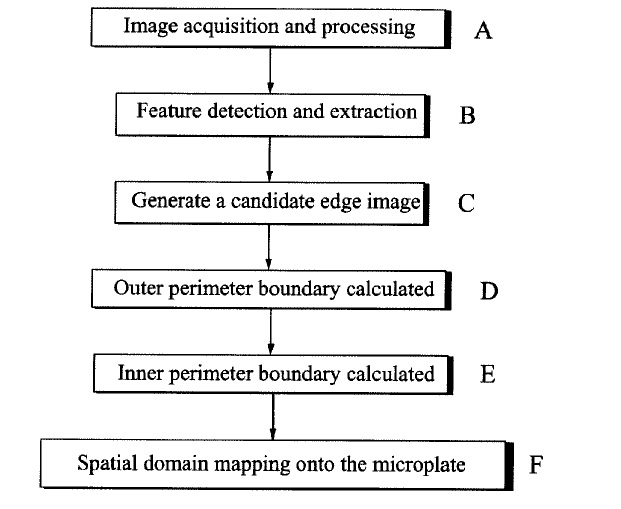 Image acquisition and processing A
Feature detection and extraction B
Generate a candidate edge image C
Outer perimeter boundary calculated D
Inner perimeter boundary calculated E
Spatial domain mapping onto the microplate F